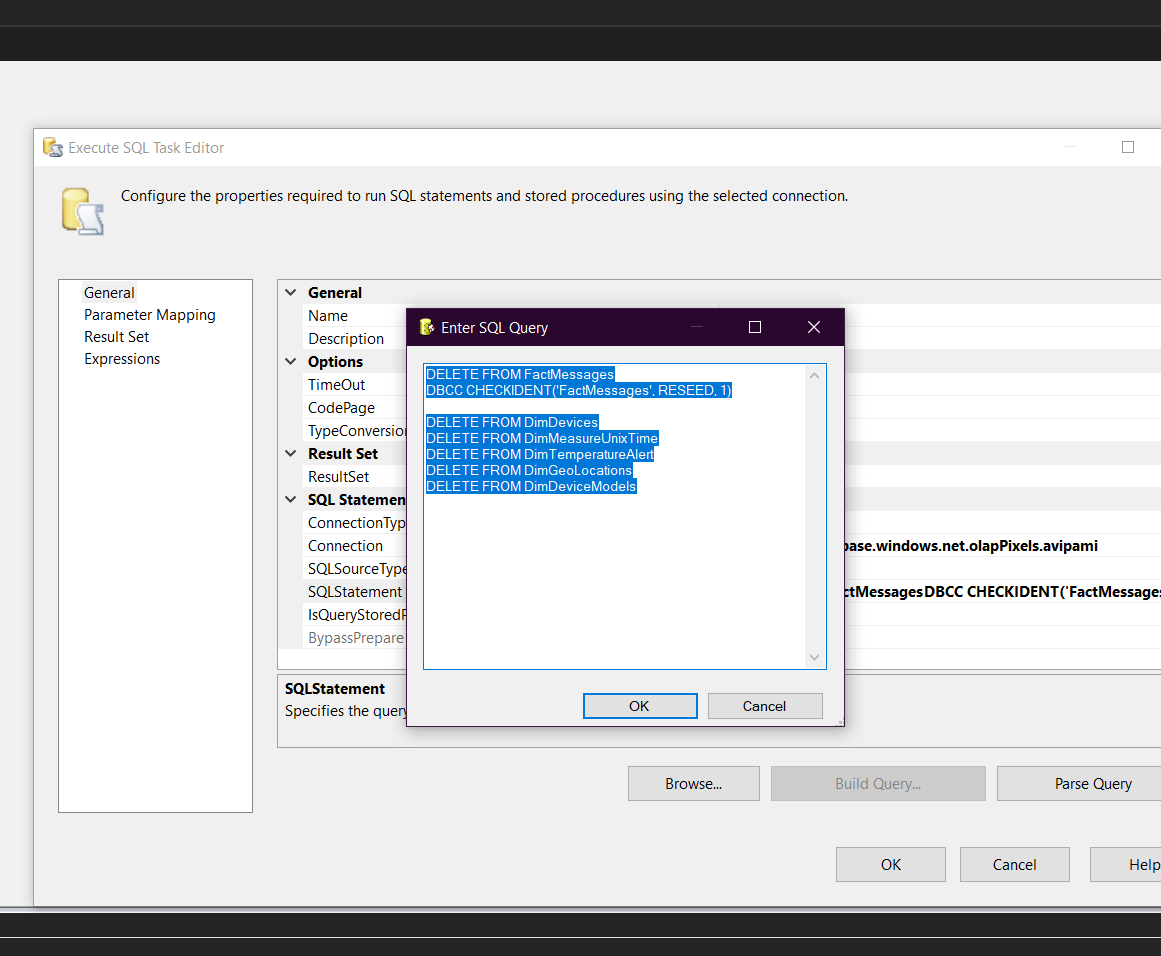 Execute SQL Task Editor
Configure the properties required to run SQL statements and stored procedures using the selected connection.
General
Parameter Mapping
Result Set
Expressions
General
Name
Description
Options
TimeOut
CodePage
TypeConversion
Result Set
ResultSet
SQL Statemen
ConnectionTyp
Connection
base.windows.net.olapPixels.avipami
SQLSourceType
SQLStatement
ctMessagesDBCC CHECKIDENT('FactMessages
IsQueryStoredP
BypassPrepare
Enter SQL Query
DELETE FROM FactMessages
DBCC CHECKIDENT('FactMessages', RESEED, 1)
DELETE FROM DimDevices
DELETE FROM DimMeasureUnixTime
DELETE FROM DimTemperatureAlert
DELETE FROM DimGeoLocations
DELETE FROM DimDeviceModels
OK
Cancel
SQLStatement
Specifies the query
Browse...
Build Query...
Parse Query
OK
Cancel
Help